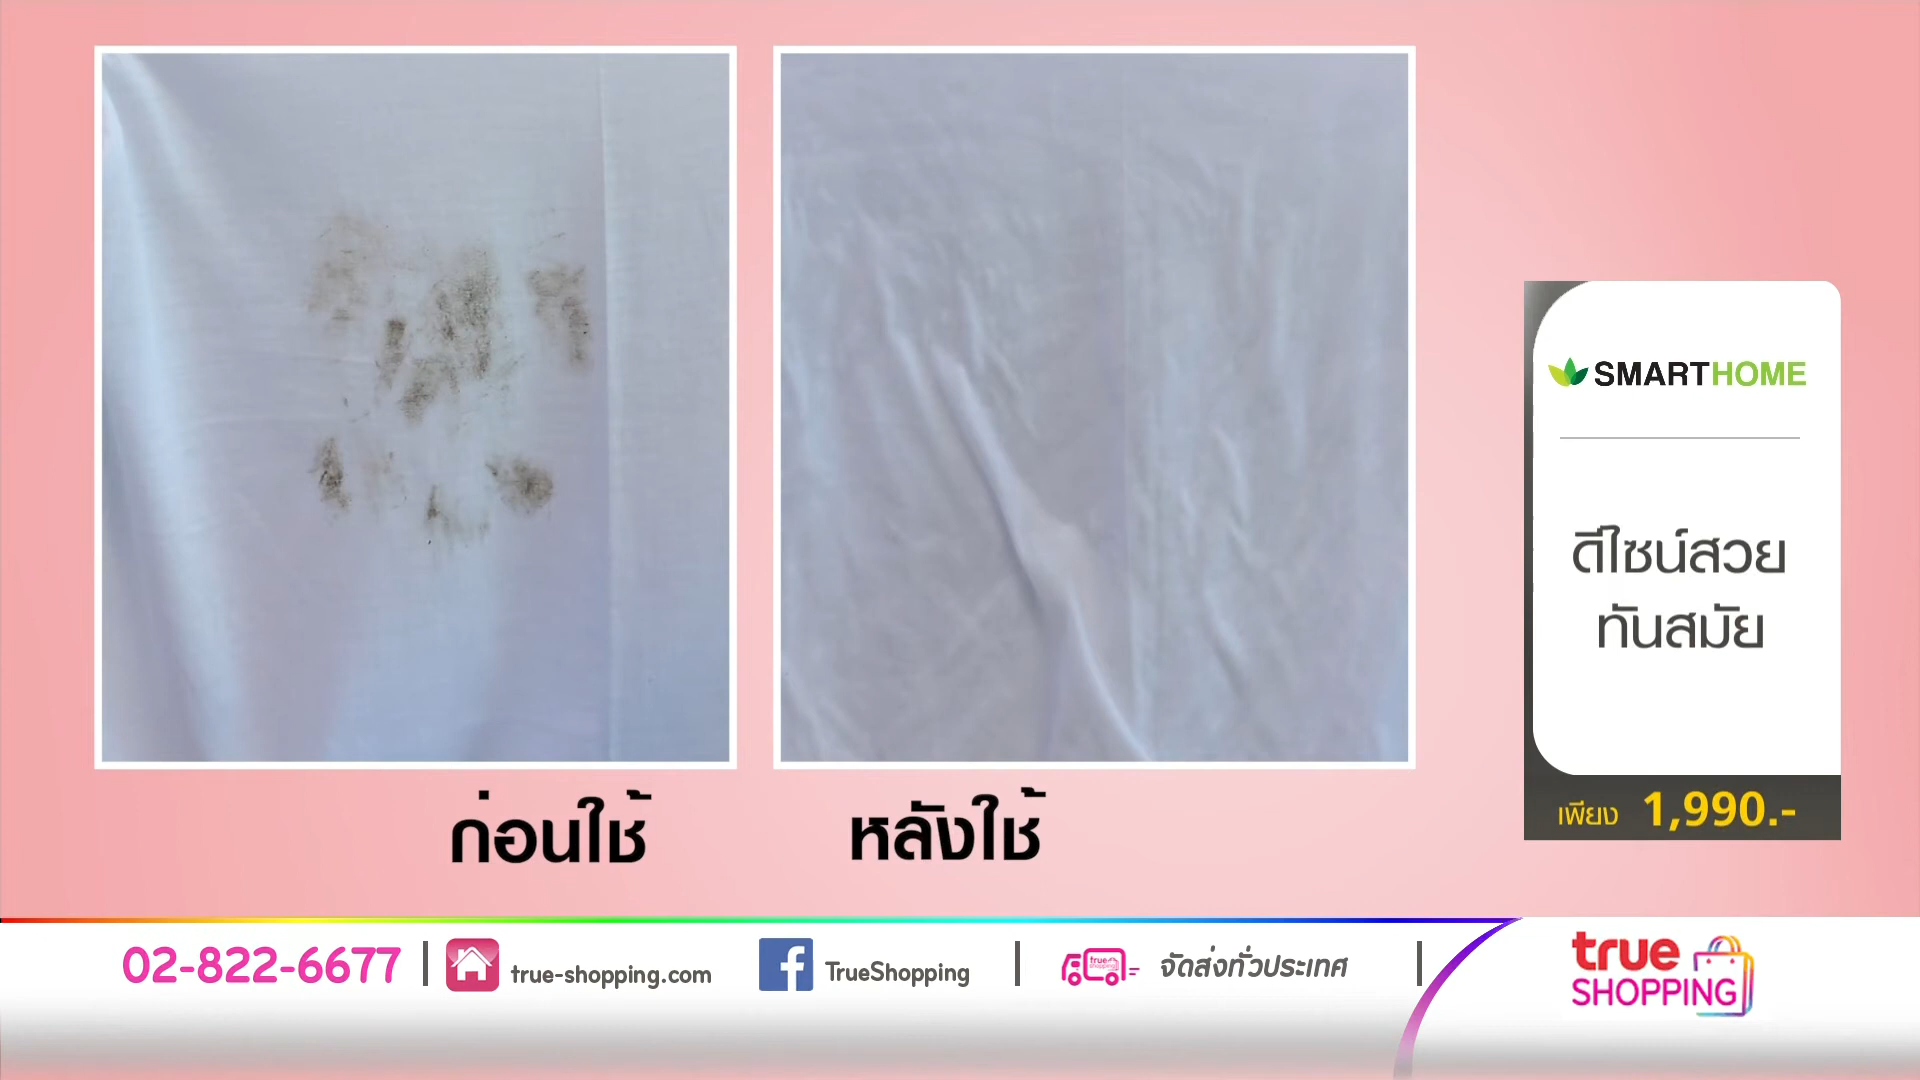 ก่อนใช้
หลังใช้
SMARTHOME
ดีไซน์สวย
ทันสมัย
เพียง 1,990.-
02-822-6677
true-shopping.com
TrueShopping
true
shopping
จัดส่งทั่วประเทศ
true
SHOPPING